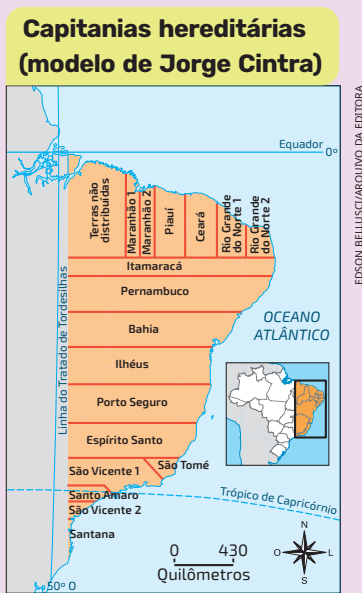 Capitanias hereditárias
(modelo de Jorge Cintra)
EDSON BELLUSCI/ARQUIVO DA EDITORA
Equador
0º
Terras não
distribuídas
Maranhão 1
Maranhão 2
Piauí
Ceará
Rio Grande
do Norte 1
Rio Grande
do Norte 2
Itamaracá
Pernambuco
Bahia
Ilhéus
Porto Seguro
Espírito Santo
São Vicente 1
São Tomé
Santo Amaro
São Vicente 2
Santana
Linha do Tratado de Tordesilhas
OCEANO
ATLÂNTICO
Trópico de Capricórnio
0 430
Quilômetros
N
O L
S
50º O